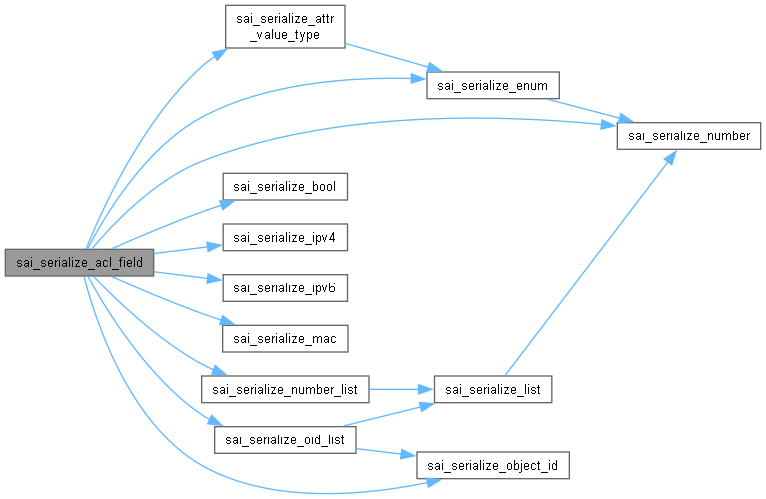 sai_serialize_attr
_value_type
sai_serialize_enum
sai_serialize_number
sai_serialize_bool
sai_serialize_ipv4
sai_serialize_acl_field
sai_serialize_ipv6
sai_serialize_mac
sai_serialize_number_list
sai_serialize_list
sai_serialize_oid_list
sai_serialize_object_id